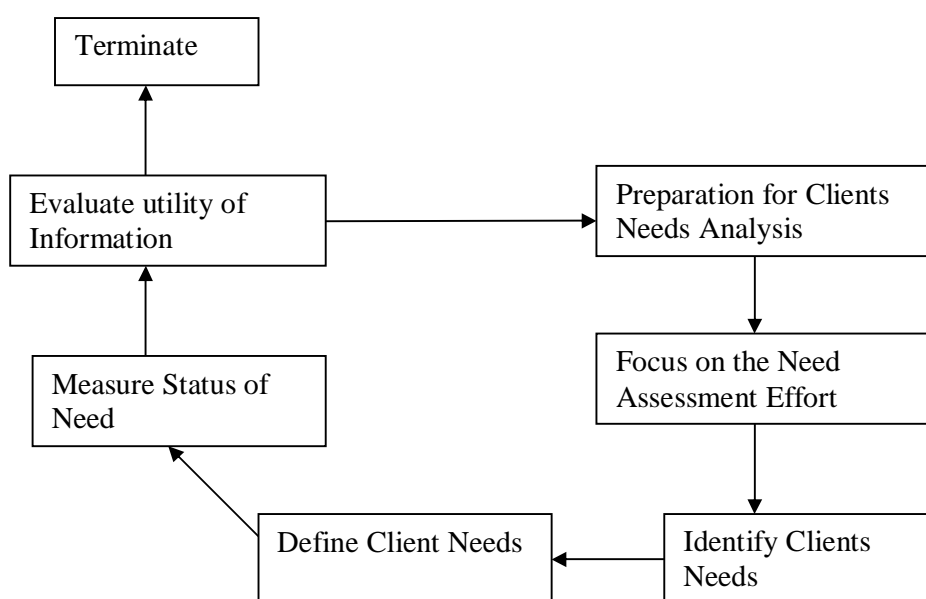 Terminate
Evaluate utility of
Information
Preparation for Clients
Needs Analysis
Focus on the Need
Assessment Effort
Measure Status of
Need
Define Client Needs
Identify Clients
Needs